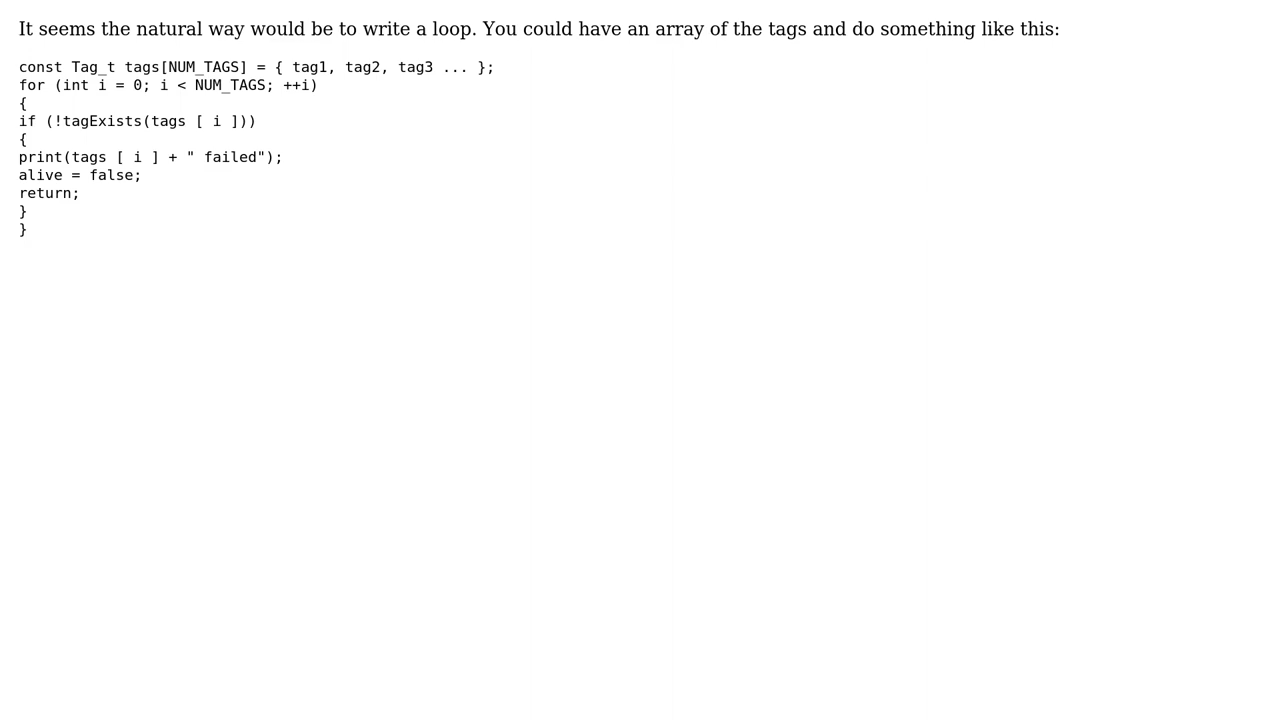 It seems the natural way would be to write a loop. You could have an array of the tags and do something like this:
const Tag_t tags[NUM_TAGS] = { tag1, tag2, tag3 ... };
for (int i = 0; i < NUM_TAGS; ++i)
{
if (!tagExists(tags [ i ]))
{
print(tags [ i ] + " failed");
alive = false;
return;
}
}